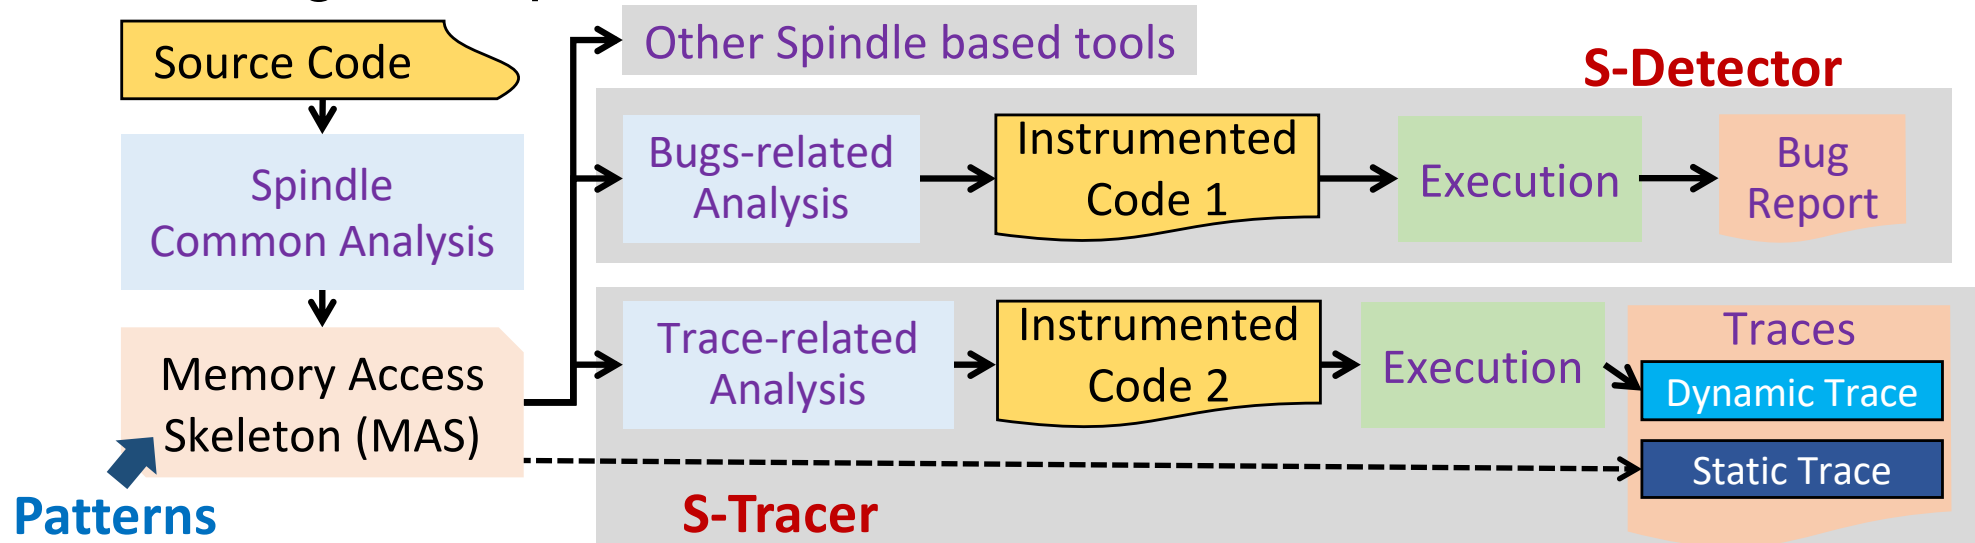 Source Code
Spindle
Common Analysis
Memory Access
Skeleton (MAS)
Patterns
Other Spindle based tools
S-Detector
Bugs-related
Analysis
Instrumented
Code 1
Execution
Bug
Report
Trace-related
Analysis
Instrumented
Code 2
Execution
Traces
Dynamic Trace
Static Trace
S-Tracer